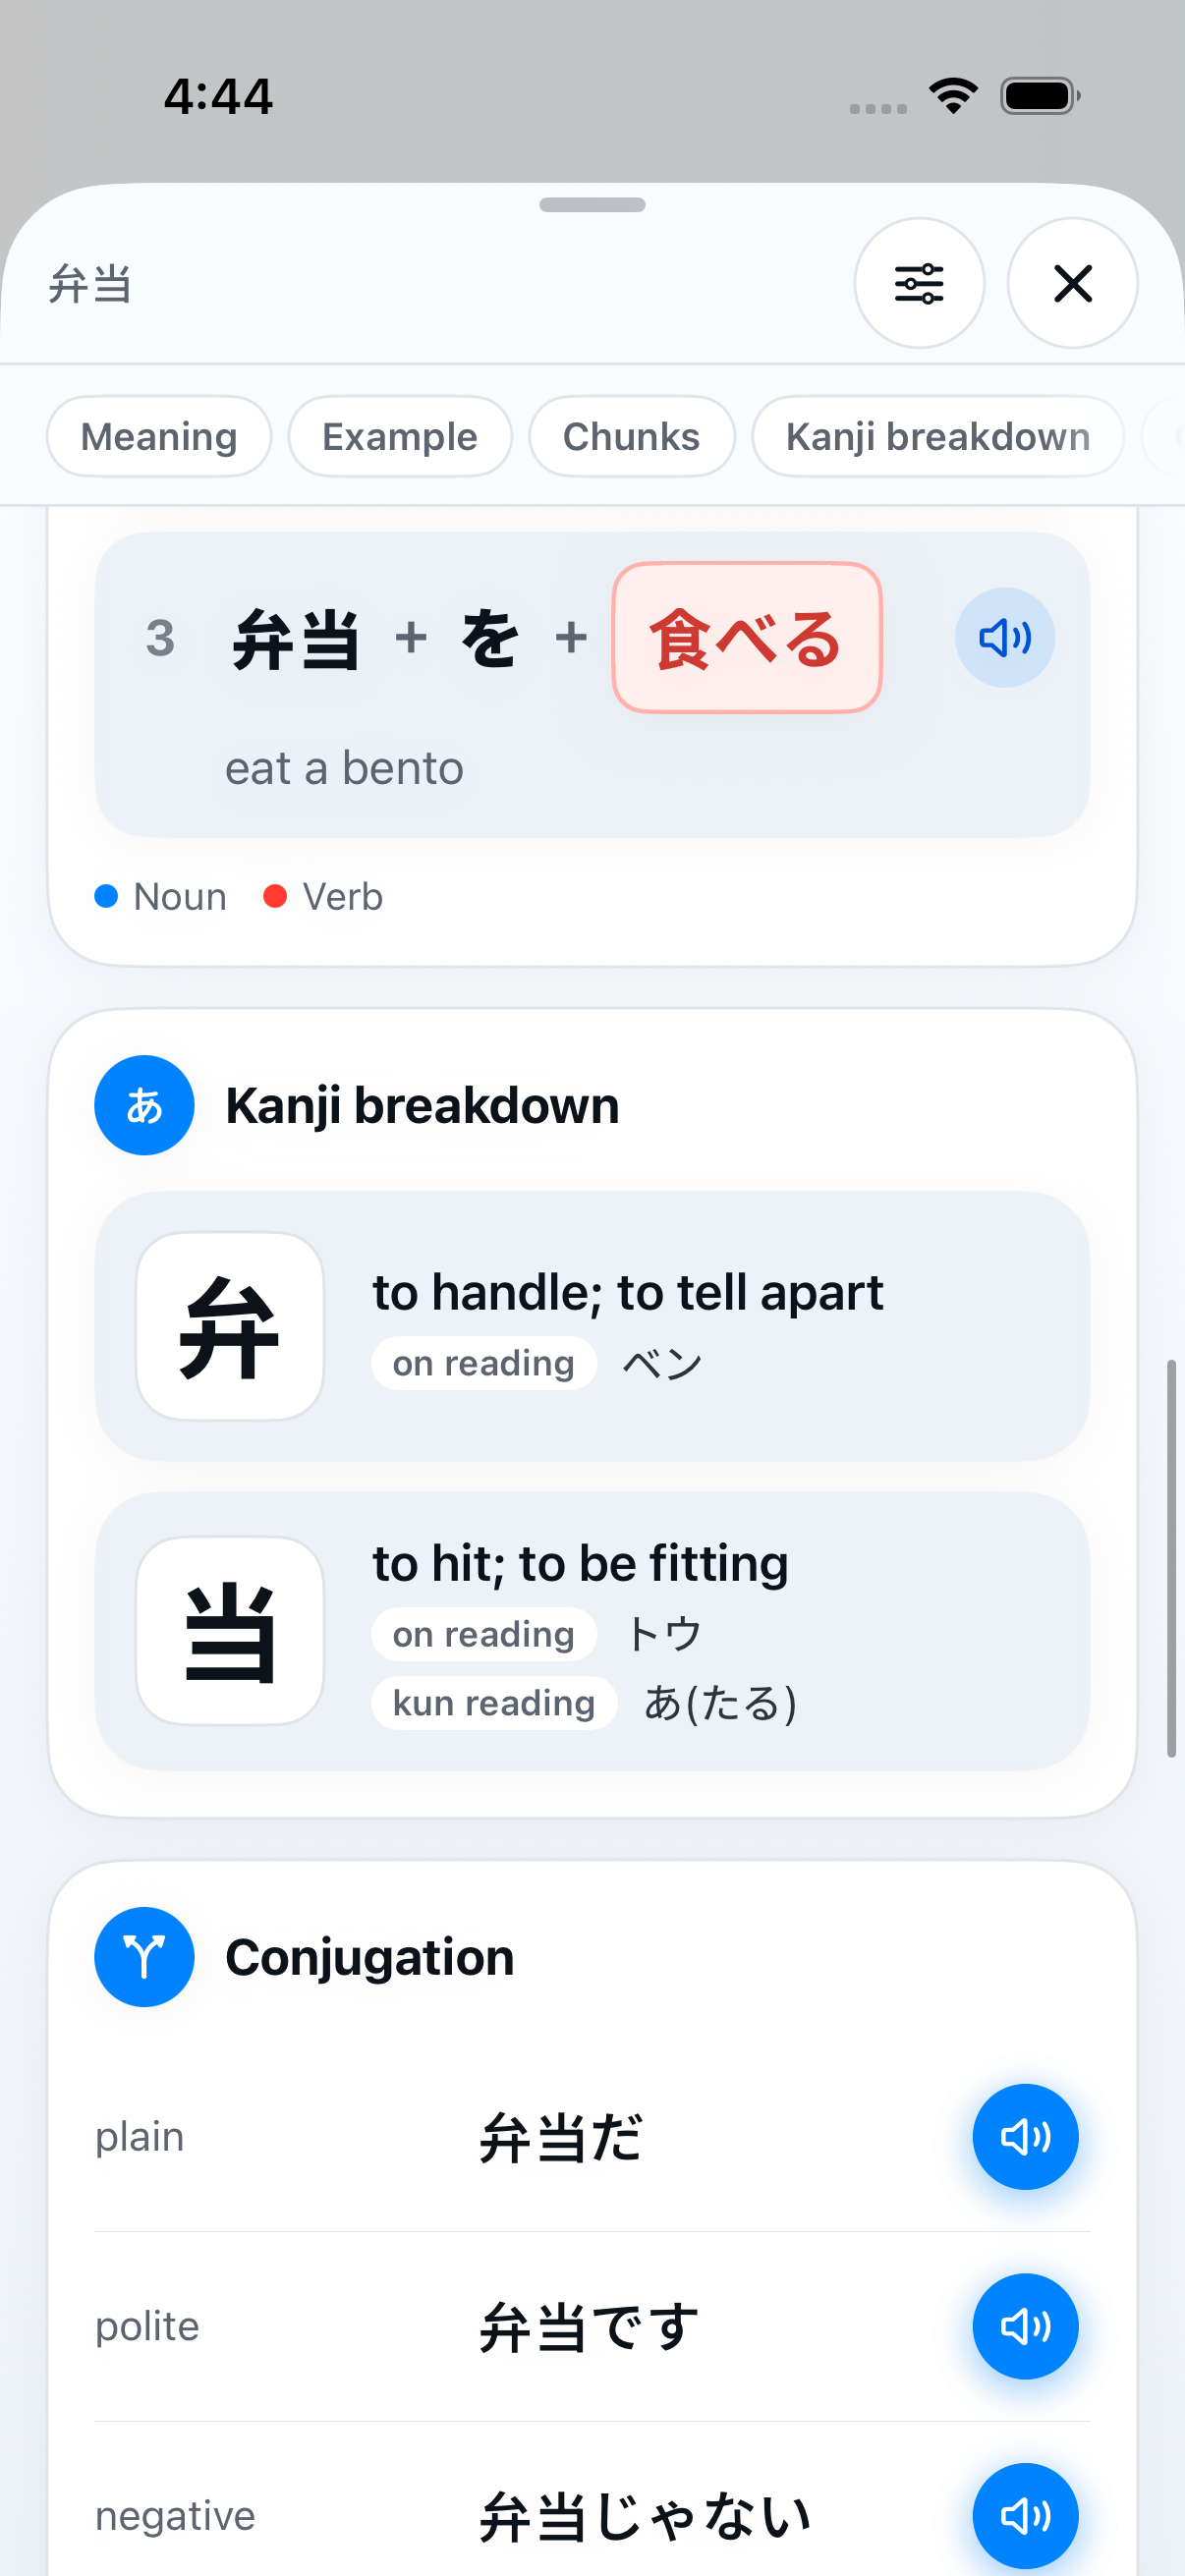 4:44
弁当
Meaning Example Chunks Kanji breakdown
3 弁当 + を + 食べる
eat a bento
Noun Verb
あ Kanji breakdown
弁
to handle; to tell apart
on reading ベン
当
to hit; to be fitting
on reading トウ
kun reading あ(たる)
Conjugation
plain 弁当だ
polite 弁当です
negative 弁当じゃない